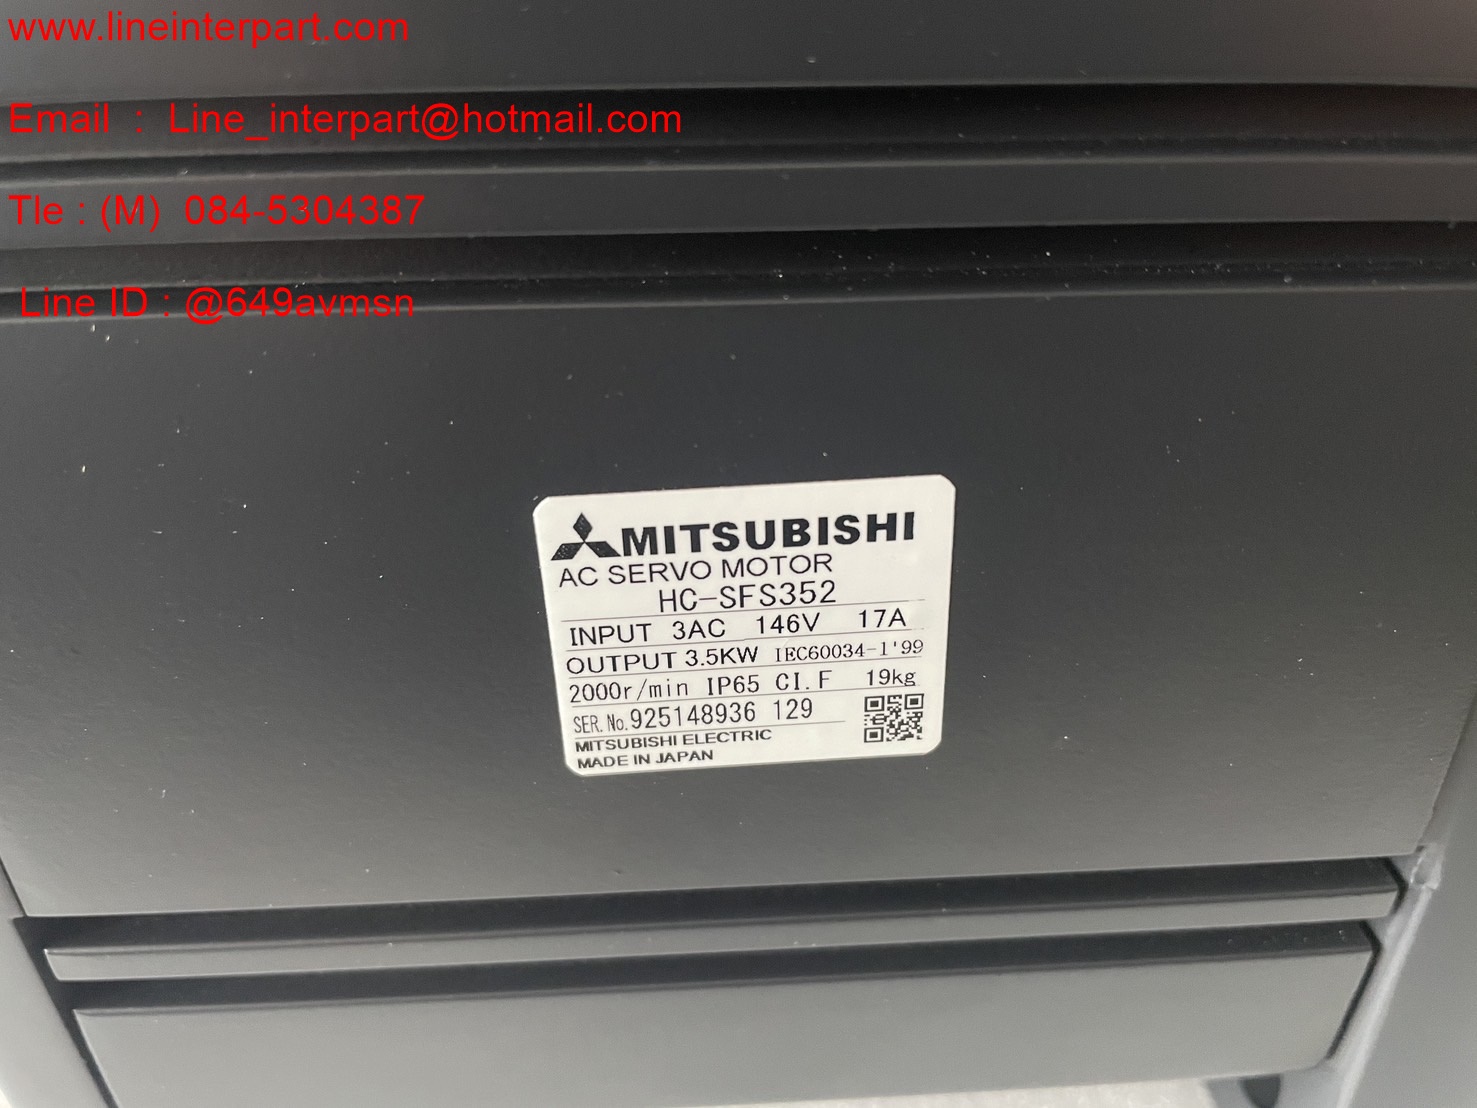 www.lineinterpart.com
Email : Line_interpart@hotmail.com
Tle : (M) 084-5304387
Line ID : @649avmsn
MITSUBISHI
AC SERVO MOTOR
HC-SFS352
INPUT 3AC 146V 17A
OUTPUT 3.5KW IEC60034-1'99
2000r/min IP65 CI.F 19kg
SER.No.925148936 129
MITSUBISHI ELECTRIC
MADE IN JAPAN